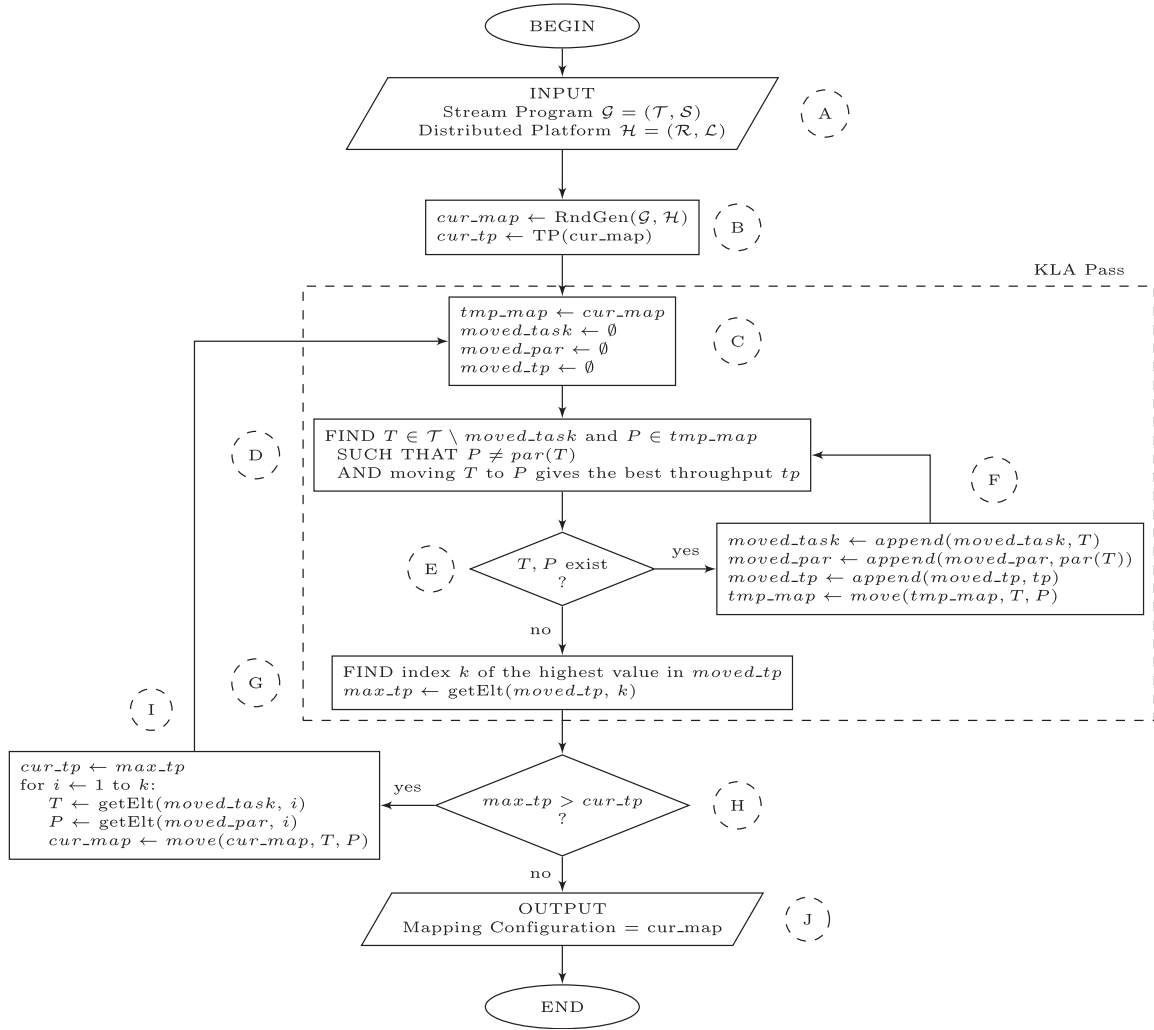 BEGIN
INPUT
Stream Program 𝒢 = (𝒯, 𝒮)
Distributed Platform ℋ = (ℛ, ℒ)
A
cur_map ← RndGen(𝒢, ℋ)
cur_tp ← TP(cur_map)
B
KLA Pass
tmp_map ← cur_map
moved_task ← ∅
moved_par ← ∅
moved_tp ← ∅
C
FIND T ∈ 𝒯 \ moved_task and P ∈ tmp_map
SUCH THAT P ≠ par(T)
AND moving T to P gives the best throughput tp
D
T, P exist
?
E
yes
no
moved_task ← append(moved_task, T)
moved_par ← append(moved_par, par(T))
moved_tp ← append(moved_tp, tp)
tmp_map ← move(tmp_map, T, P)
F
FIND index k of the highest value in moved_tp
max_tp ← getElt(moved_tp, k)
G
max_tp > cur_tp
?
H
yes
no
cur_tp ← max_tp
for i ← 1 to k:
T ← getElt(moved_task, i)
P ← getElt(moved_par, i)
cur_map ← move(cur_map, T, P)
I
OUTPUT
Mapping Configuration = cur_map
J
END